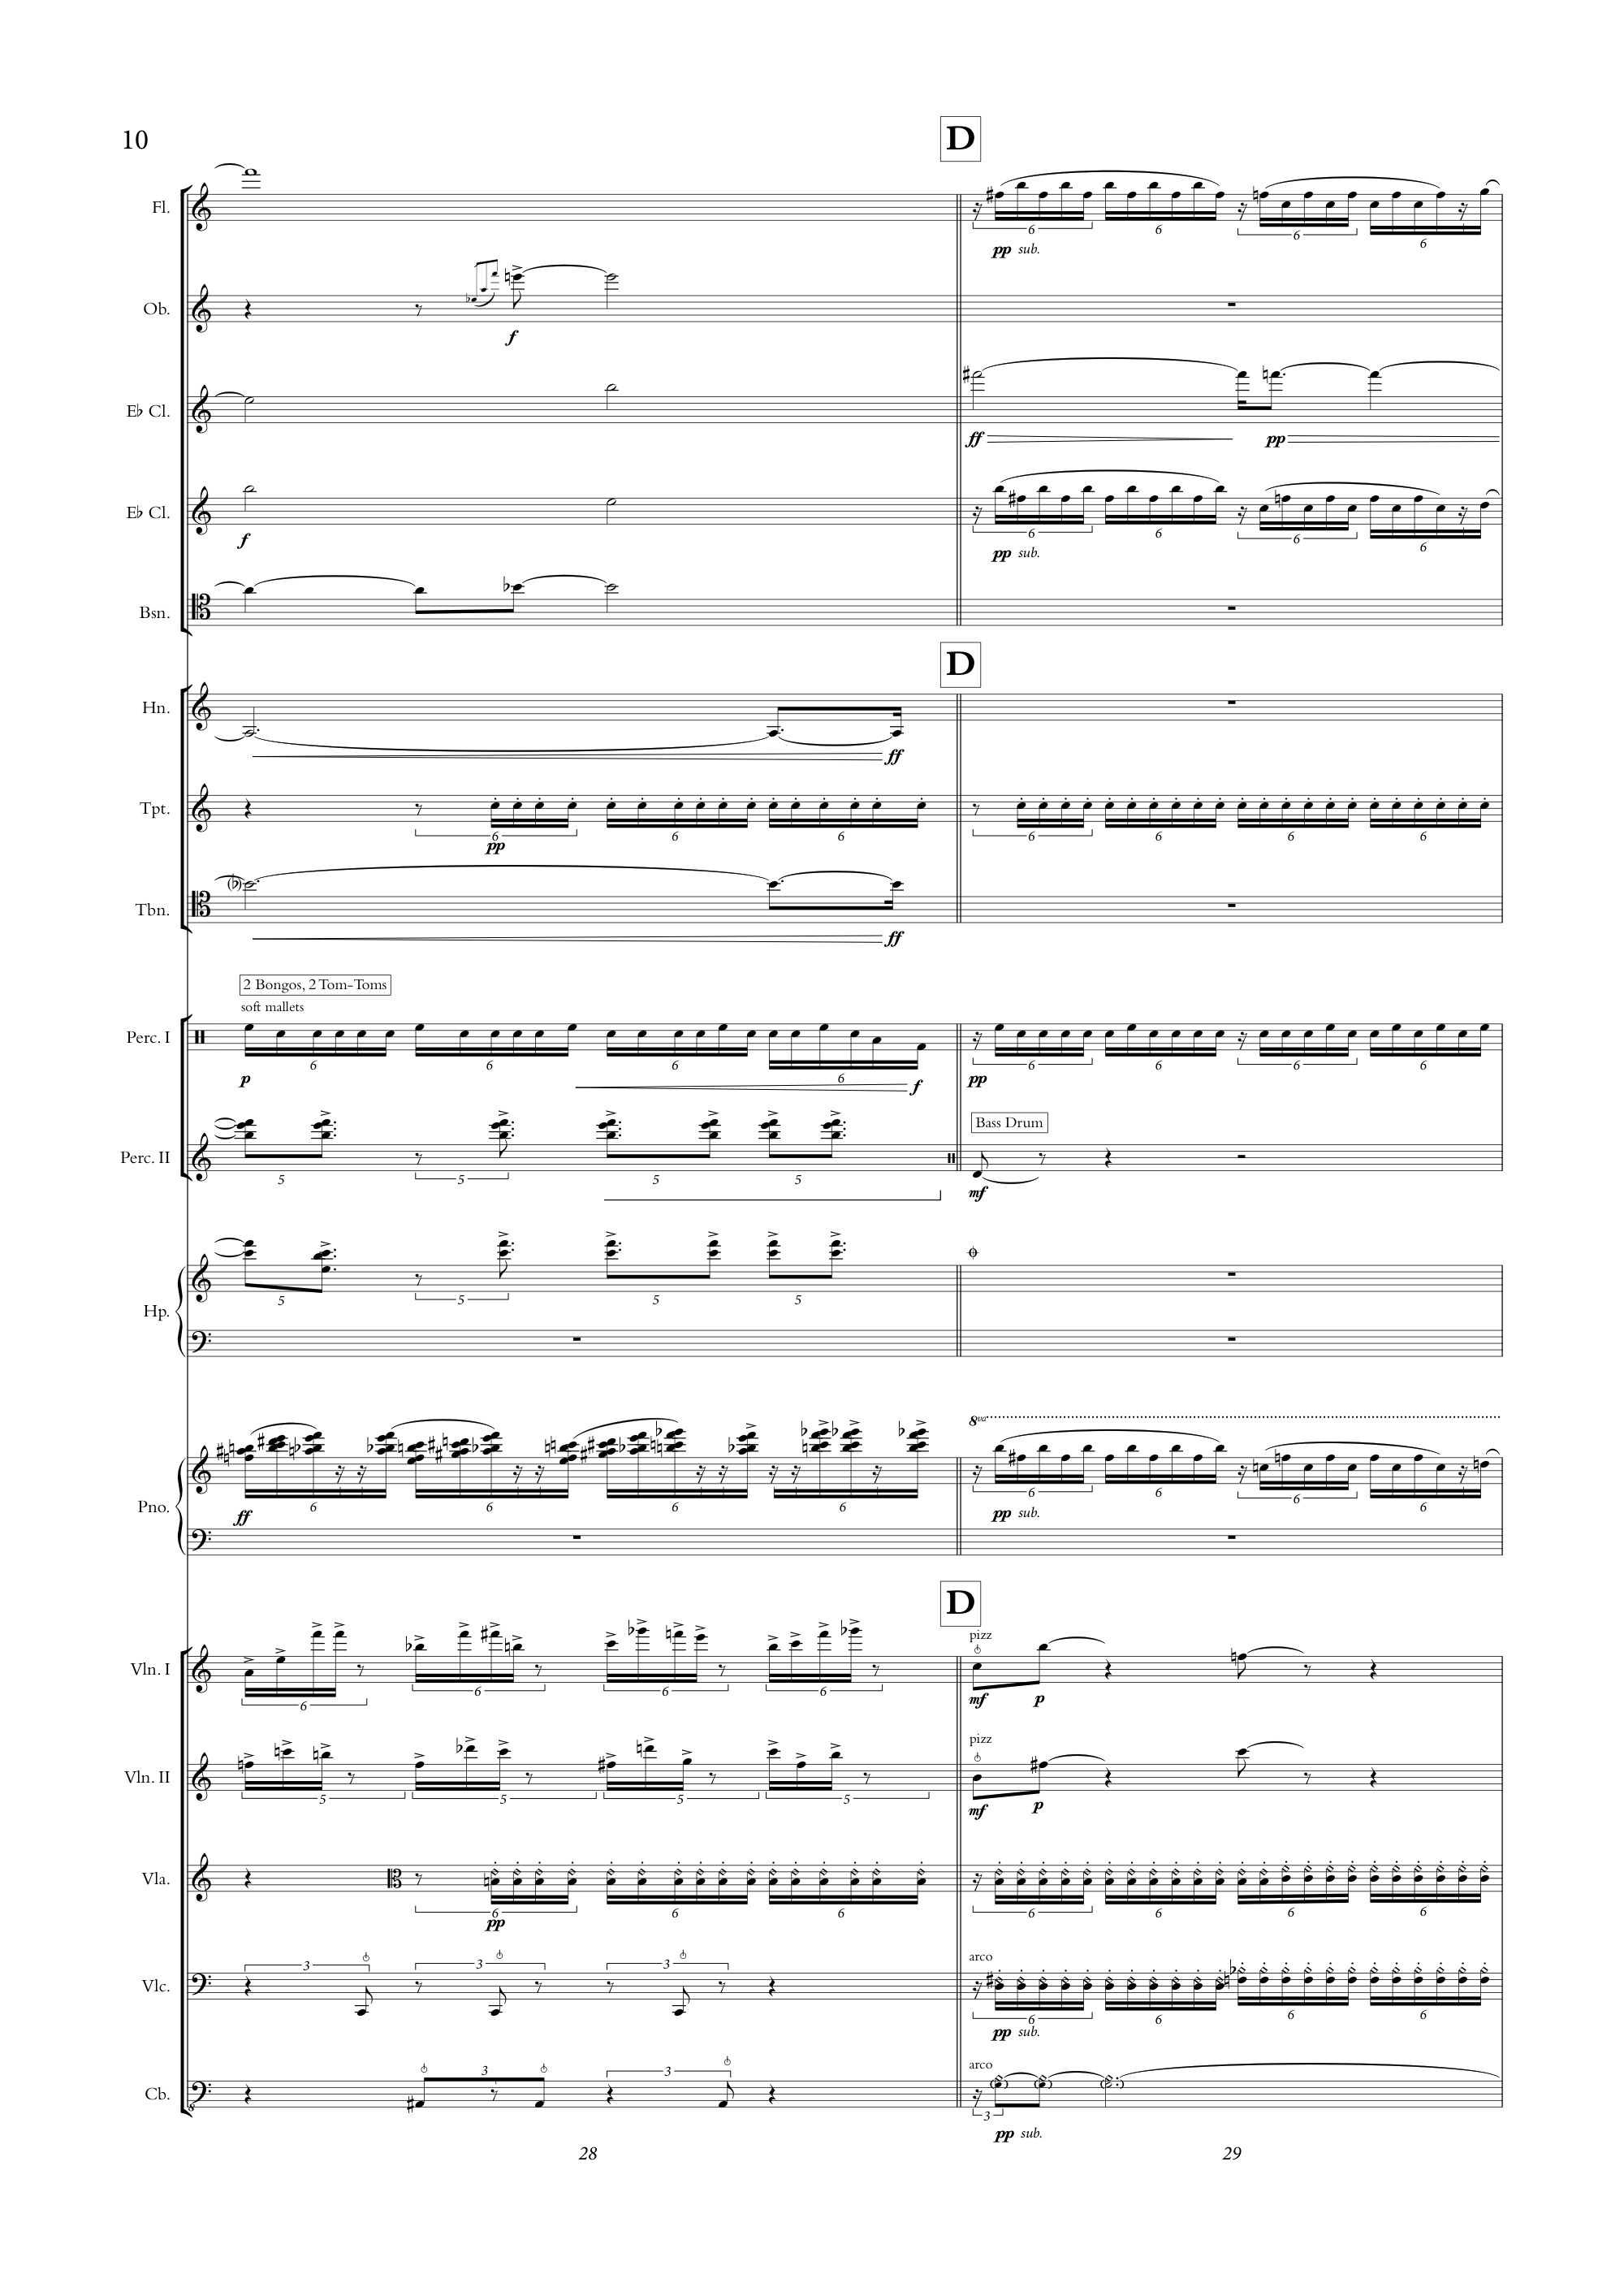 10
D
Fl.
6 6 6 6
pp sub.
Ob.
f
E♭ Cl.
ff pp
E♭ Cl.
6 6 6 6
f pp sub.
Bsn.
D
Hn.
ff
Tpt.
6 6 6 6 6 6 6
pp
Tbn.
ff
2 Bongos, 2 Tom-Toms
soft mallets
Perc. I
6 6 6 6 6 6 6 6
p f pp
Bass Drum
Perc. II
5 5 5 5
mf
Hp.
5 5 5 5
8va
Pno.
6 6 6 6 6 6 6 6
ff pp sub.
D
pizz
Vln. I
6 6 6 6
mf p
pizz
Vln. II
5 5 5 5
mf p
Vla.
6 6 6 6 6 6 6
pp
arco
Vlc.
3 3 3 6 6 6 6
pp sub.
arco
Cb.
3 3 3
8
pp sub.
28 29